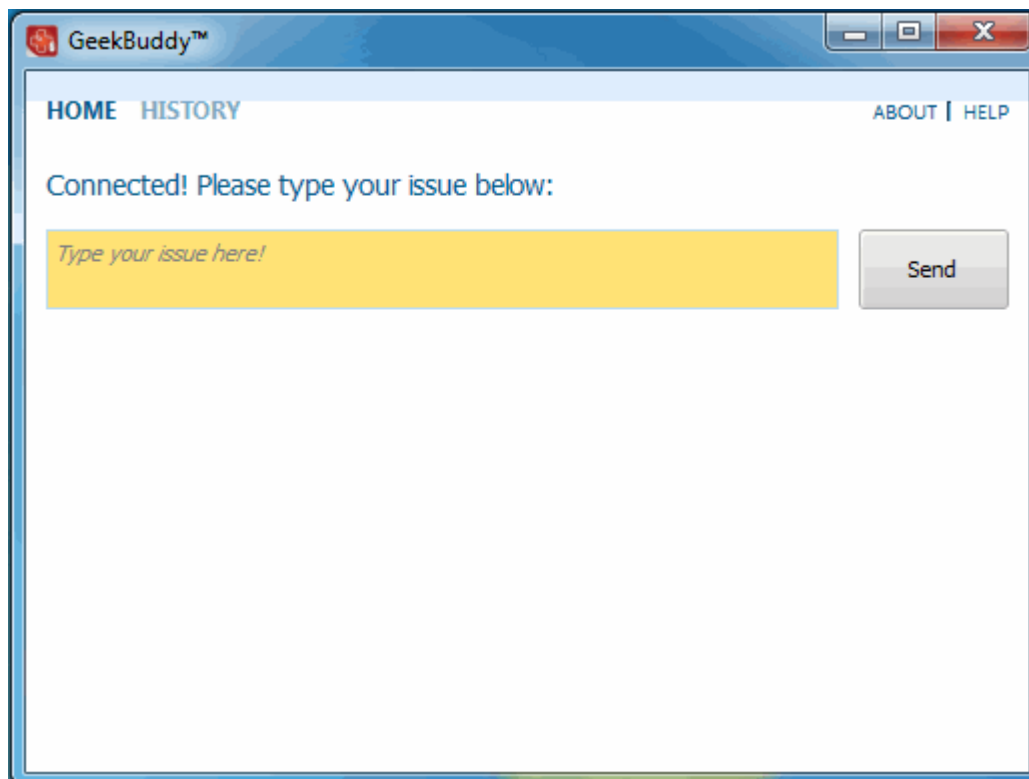 GeekBuddy™
HOME HISTORY ABOUT | HELP
Connected! Please type your issue below:
Type your issue here!
Send